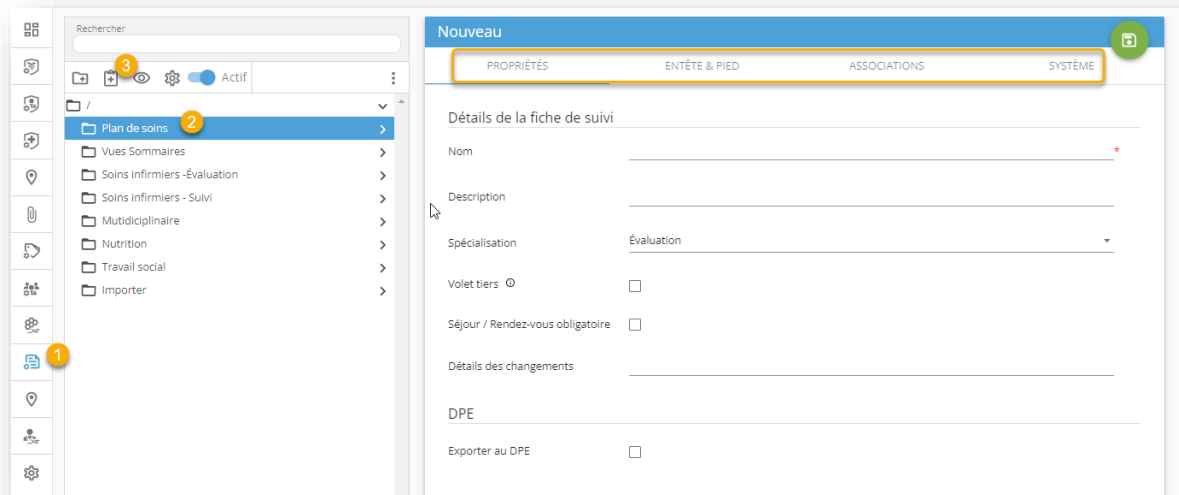 Rechercher
3
Actif
/
Plan de soins
2
Vues Sommaires
Soins infirmiers -Évaluation
Soins infirmiers - Suivi
Mutidiciplinaire
Nutrition
Travail social
Importer
1
Nouveau
PROPRIÉTÉS ENTÊTE & PIED ASSOCIATIONS SYSTÈME
Détails de la fiche de suivi
Nom *
Description
Spécialisation Évaluation
Volet tiers
Séjour / Rendez-vous obligatoire
Détails des changements
DPE
Exporter au DPE